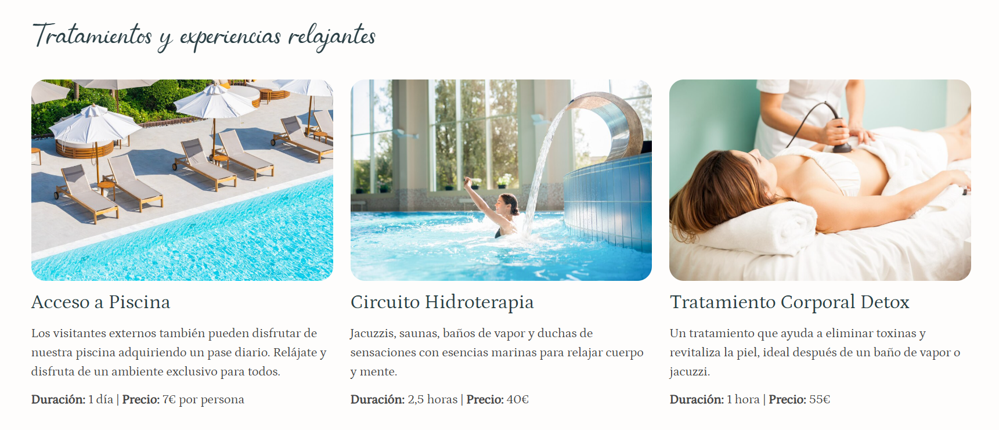 Tratamientos y experiencias relajantes
Acceso a Piscina
Los visitantes externos también pueden disfrutar de
nuestra piscina adquiriendo un pase diario. Relájate y
disfruta de un ambiente exclusivo para todos.
Duración: 1 día | Precio: 7€ por persona
Circuito Hidroterapia
Jacuzzis, saunas, baños de vapor y duchas de
sensaciones con esencias marinas para relajar cuerpo
y mente.
Duración: 2,5 horas | Precio: 40€
Tratamiento Corporal Detox
Un tratamiento que ayuda a eliminar toxinas y
revitaliza la piel, ideal después de un baño de vapor o
jacuzzi.
Duración: 1 hora | Precio: 55€